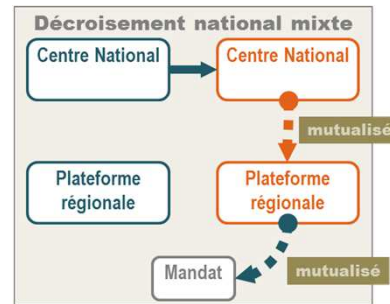 Décroisement national mixte
Centre National
Centre National
mutualisé
Plateforme
régionale
Plateforme
régionale
Mandat
mutualisé